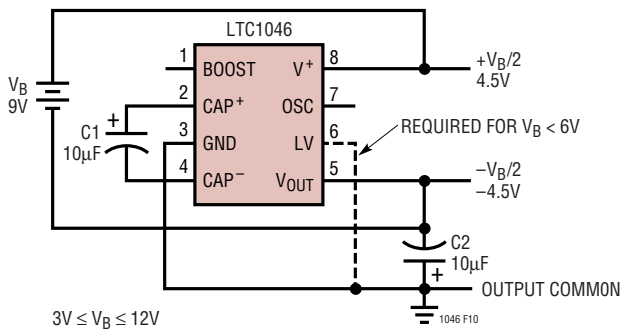 LTC1046
1
BOOST
V+
8
+VB/2
4.5V
VB
9V
2
CAP+
OSC
7
+
C1
10µF
3
GND
LV
6
REQUIRED FOR VB < 6V
4
CAP–
VOUT
5
–VB/2
–4.5V
C2
10µF
+
OUTPUT COMMON
3V ≤ VB ≤ 12V
1046 F10